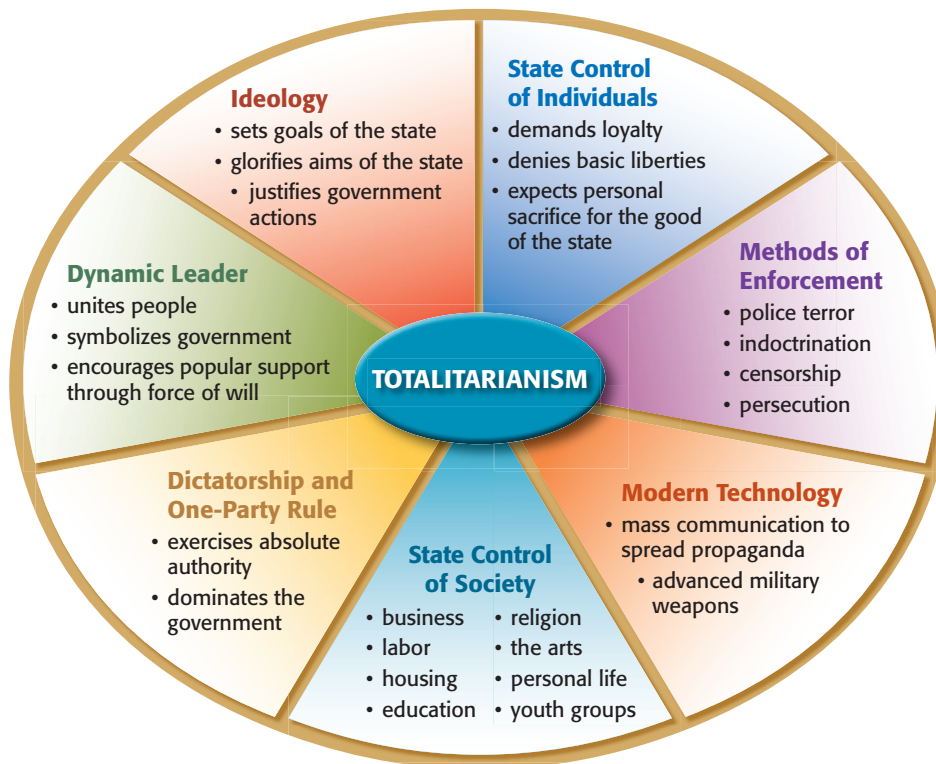 Ideology
• sets goals of the state
• glorifies aims of the state
• justifies government
actions
State Control
of Individuals
• demands loyalty
• denies basic liberties
• expects personal
sacrifice for the good
of the state
Dynamic Leader
• unites people
• symbolizes government
• encourages popular support
through force of will
Methods of
Enforcement
• police terror
• indoctrination
• censorship
• persecution
TOTALITARIANISM
Dictatorship and
One-Party Rule
• exercises absolute
authority
• dominates the
government
State Control
of Society
• business
• labor
• housing
• education
• religion
• the arts
• personal life
• youth groups
Modern Technology
• mass communication to
spread propaganda
• advanced military
weapons